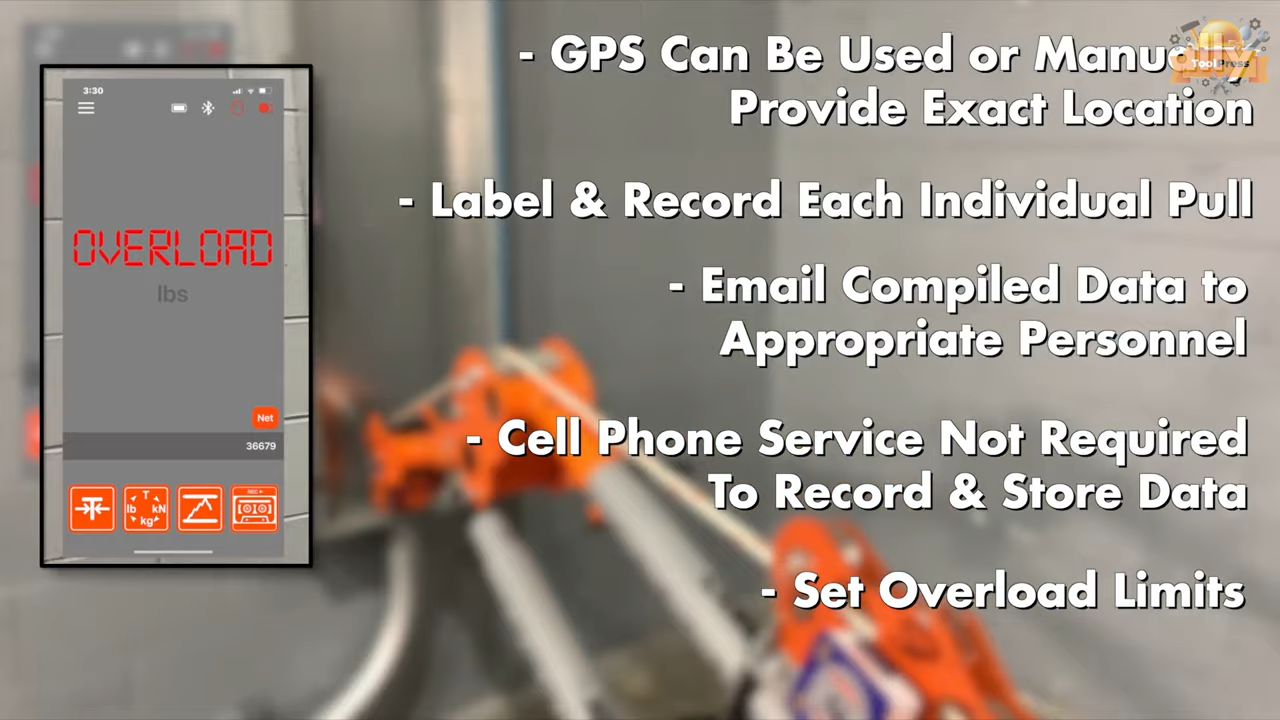 - GPS Can Be Used or Manually
Provide Exact Location
- Label & Record Each Individual Pull
- Email Compiled Data to
Appropriate Personnel
- Cell Phone Service Not Required
To Record & Store Data
- Set Overload Limits
3:30
OVERLOAD
lbs
Net
36679
T
lb kN
kg
REC
ToolPress